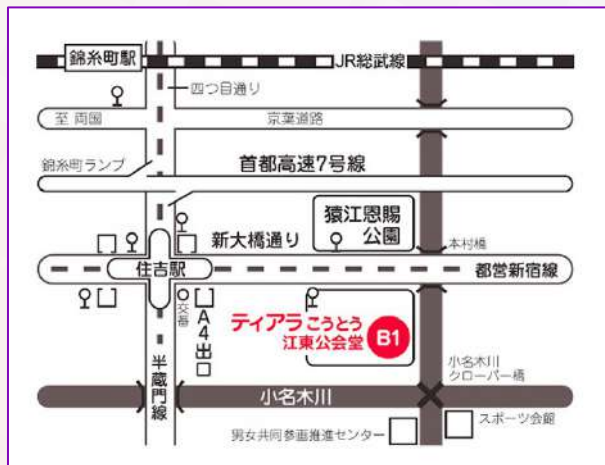 錦糸町駅
JR総武線
四つ目通り
至 両国
京葉道路
錦糸町ランプ
首都高速7号線
猿江恩賜
公園
新大橋通り
本村橋
住吉駅
都営新宿線
交番
A4出口
ティアラこうとう
江東公会堂
B1
半蔵門線
小名木川
クローバー橋
小名木川
スポーツ会館
男女共同参画推進センター